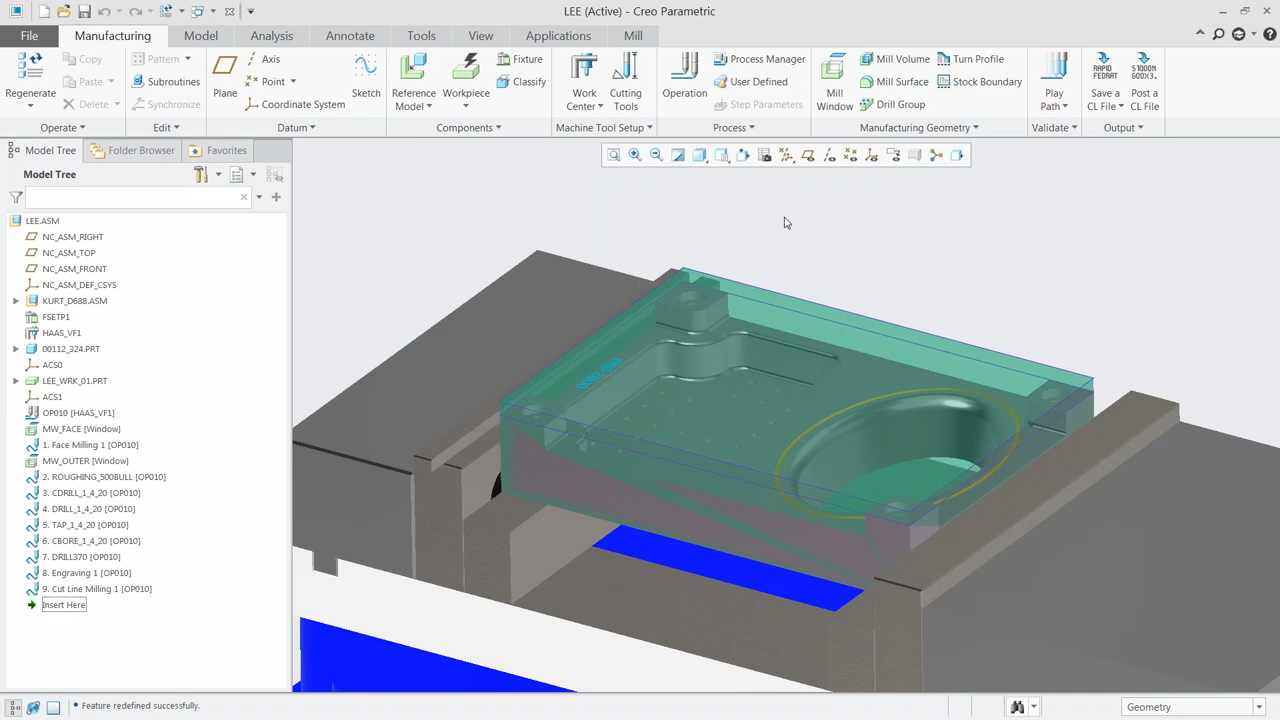 LEE (Active) - Creo Parametric
File
Manufacturing
Model
Analysis
Annotate
Tools
View
Applications
Mill
Regenerate
Copy
Paste
Delete
Operate
Pattern
Subroutines
Synchronize
Edit
Plane
Axis
Point
Coordinate System
Sketch
Datum
Reference
Model
Workpiece
Fixture
Classify
Components
Work
Center
Cutting
Tools
Machine Tool Setup
Operation
Process Manager
User Defined
Step Parameters
Process
Mill
Window
Mill Volume
Mill Surface
Drill Group
Turn Profile
Stock Boundary
Manufacturing Geometry
Play
Path
Validate
RAPID
FEDRAT
Save a
CL File
Post a
CL File
Output
Model Tree
Folder Browser
Favorites
Model Tree
LEE.ASM
NC_ASM_RIGHT
NC_ASM_TOP
NC_ASM_FRONT
NC_ASM_DEF_CSYS
KURT_D688.ASM
FSETP1
HAAS_VF1
00112_324.PRT
ACS0
LEE_WRK_01.PRT
ACS1
OP010 [HAAS_VF1]
MW_FACE [Window]
1. Face Milling 1 [OP010]
MW_OUTER [Window]
2. ROUGHING_500BULL [OP010]
3. CDRILL_1_4_20 [OP010]
4. DRILL_1_4_20 [OP010]
5. TAP_1_4_20 [OP010]
6. CBORE_1_4_20 [OP010]
7. DRILL370 [OP010]
8. Engraving 1 [OP010]
9. Cut Line Milling 1 [OP010]
Insert Here
• Feature redefined successfully.
Geometry